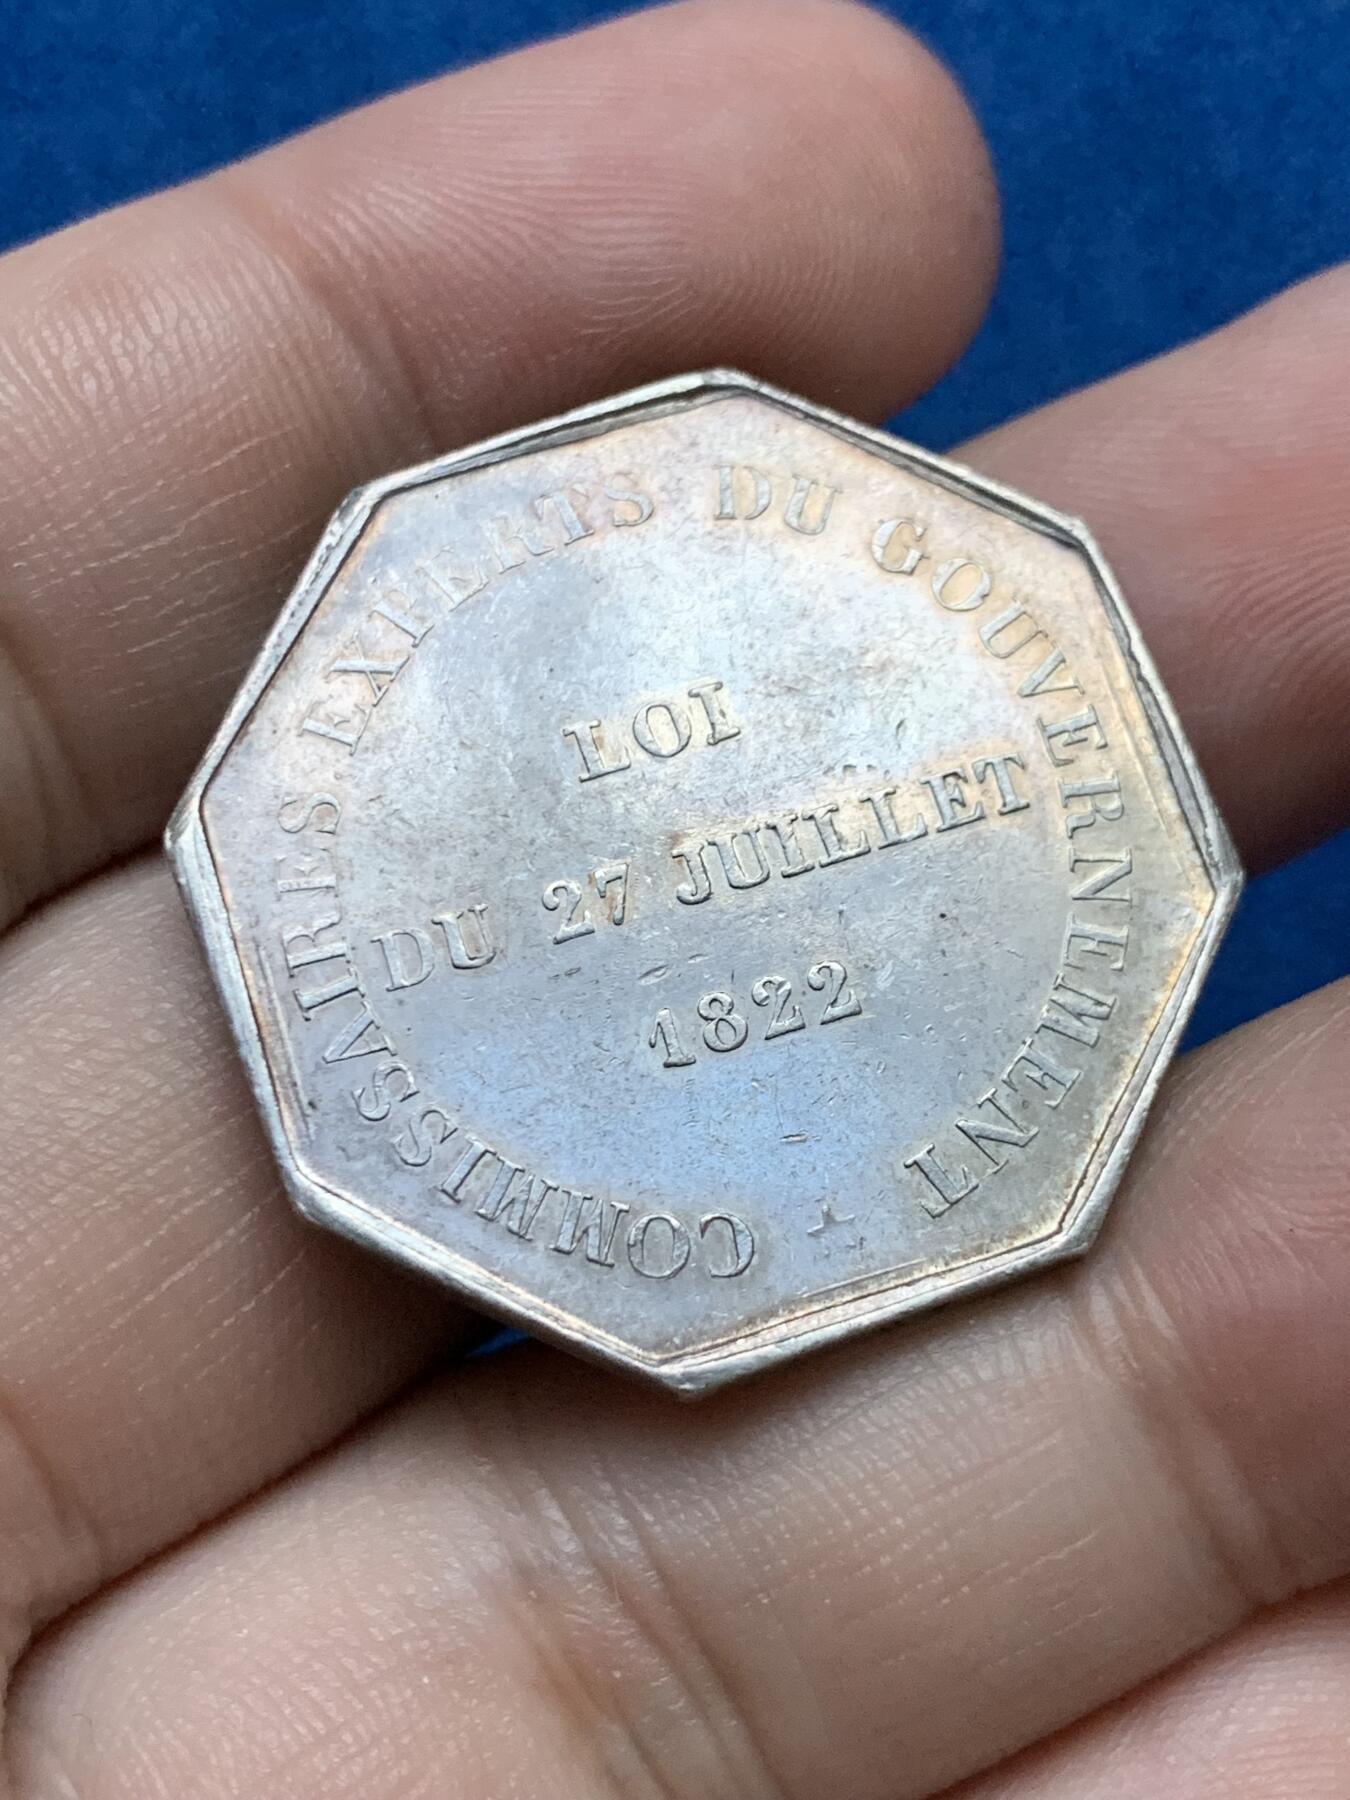 COMMISSAIRES EXPERTS DU GOUVERNEMENT
LOI
DU 27 JUILLET
1822